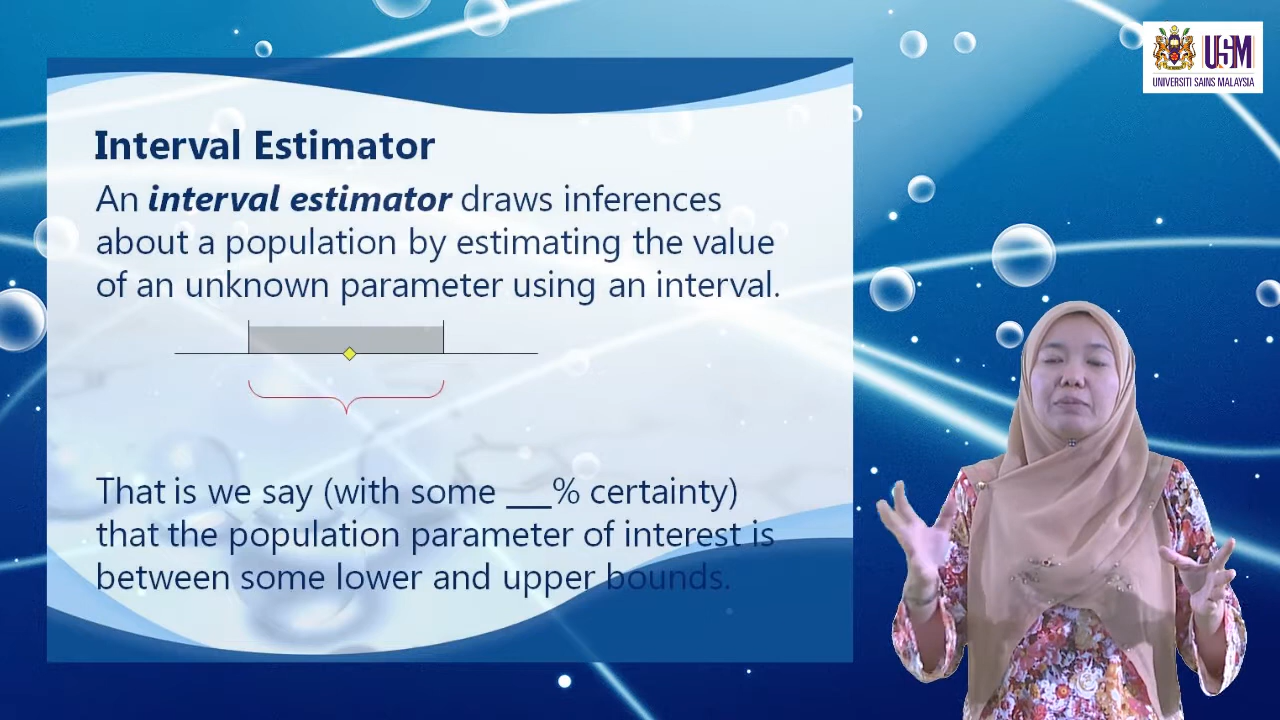 USM
UNIVERSITI SAINS MALAYSIA
Interval Estimator
An interval estimator draws inferences
about a population by estimating the value
of an unknown parameter using an interval.
That is we say (with some ___% certainty)
that the population parameter of interest is
between some lower and upper bounds.